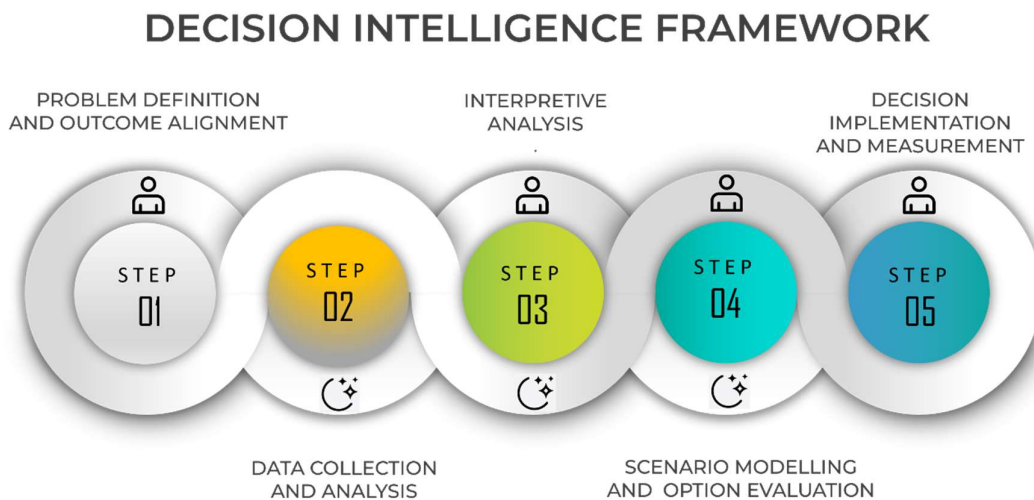 DECISION INTELLIGENCE FRAMEWORK
PROBLEM DEFINITION
AND OUTCOME ALIGNMENT
INTERPRETIVE
ANALYSIS
DECISION
IMPLEMENTATION
AND MEASUREMENT
STEP
01
STEP
02
STEP
03
STEP
04
STEP
05
DATA COLLECTION
AND ANALYSIS
SCENARIO MODELLING
AND OPTION EVALUATION